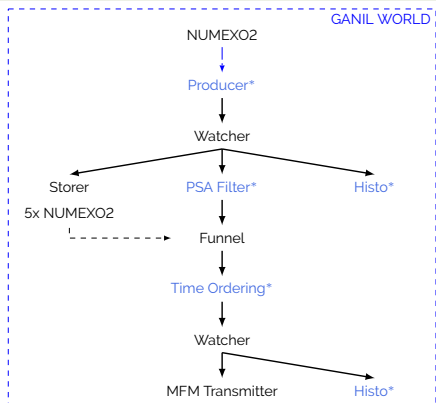 GANIL WORLD
NUMEXO2
Producer*
Watcher
Storer PSA Filter* Histo*
5x NUMEXO2
Funnel
Time Ordering*
Watcher
MFM Transmitter Histo*